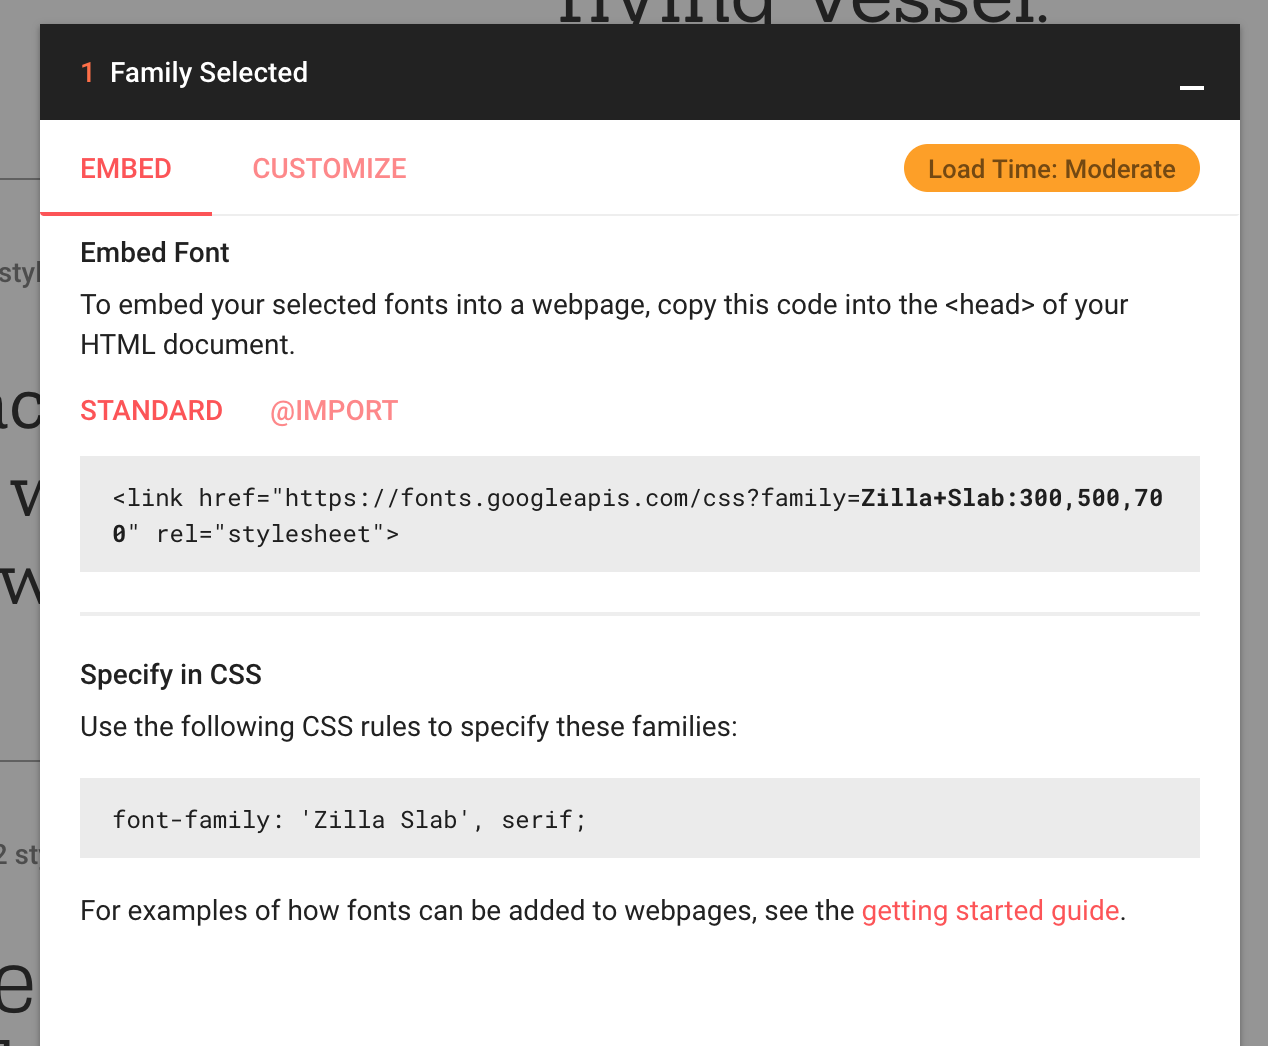 flying vessel.
1 Family Selected
EMBED CUSTOMIZE Load Time: Moderate
Embed Font
To embed your selected fonts into a webpage, copy this code into the <head> of your
HTML document.
STANDARD @IMPORT
<link href="https://fonts.googleapis.com/css?family=Zilla+Slab:300,500,70
0" rel="stylesheet">
Specify in CSS
Use the following CSS rules to specify these families:
font-family: 'Zilla Slab', serif;
For examples of how fonts can be added to webpages, see the getting started guide.